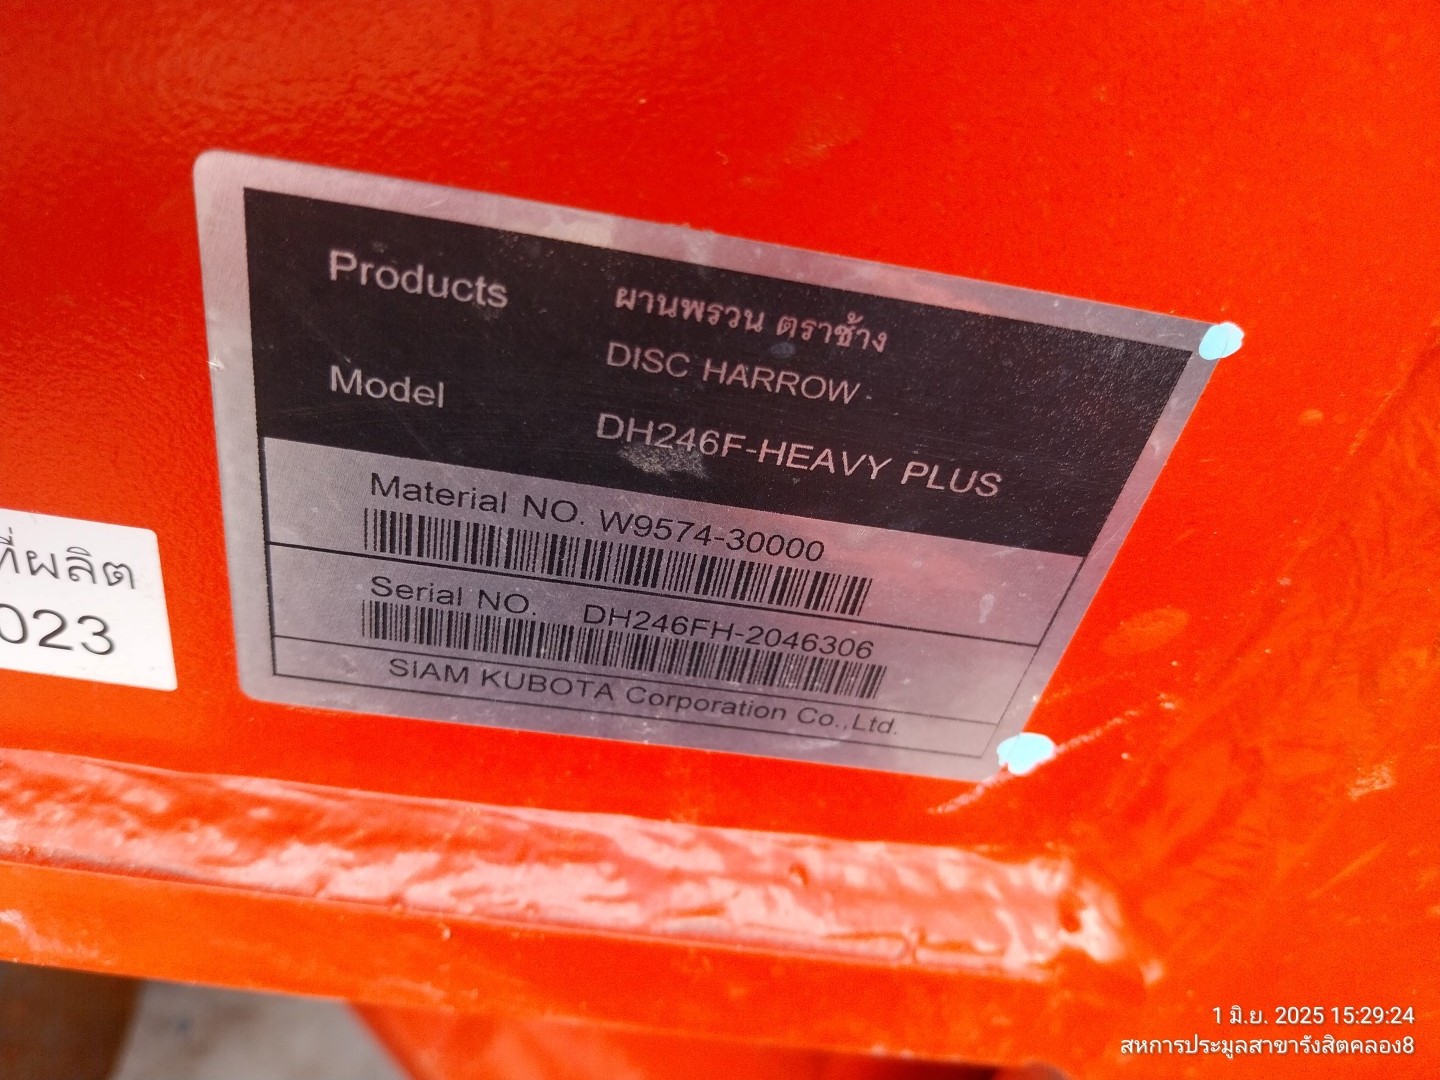 Products ผานพรวน ตราช้าง
DISC HARROW
Model DH246F-HEAVY PLUS
Material NO. W9574-30000
Serial NO. DH246FH-2046306
SIAM KUBOTA Corporation Co.,Ltd.
ที่ผลิต
023
1 มิ.ย. 2025 15:29:24
สหการประมูลสาขารังสิตคลอง8